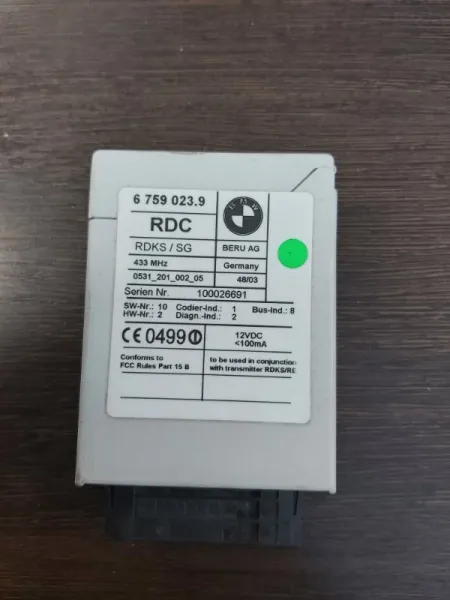 6 759 023.9
BMW
RDC
RDKS / SG
BERU AG
433 MHz
Germany
0531_201_002_05
48/03
Serien Nr. 100026691
SW-Nr.: 10 Codier-Ind.: 1 Bus-Ind.: 8
HW-Nr.: 2 Diagn.-Ind.: 2
CE 0499
12VDC
<100mA
Conforms to
FCC Rules Part 15 B
to be used in conjunction
with transmitter RDKS/RE